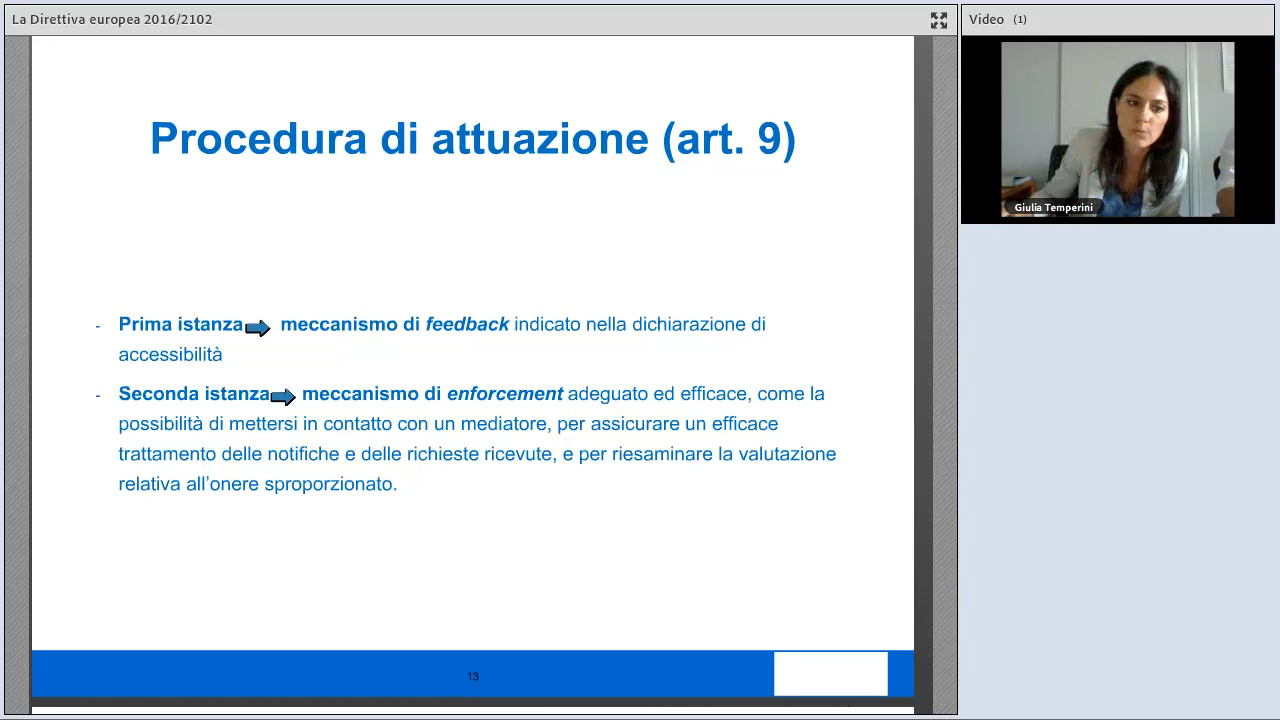 La Direttiva europea 2016/2102
Video (1)
Giulia Temperini
Procedura di attuazione (art. 9)
- Prima istanza meccanismo di feedback indicato nella dichiarazione di
accessibilità
- Seconda istanza meccanismo di enforcement adeguato ed efficace, come la
possibilità di mettersi in contatto con un mediatore, per assicurare un efficace
trattamento delle notifiche e delle richieste ricevute, e per riesaminare la valutazione
relativa all’onere sproporzionato.
13